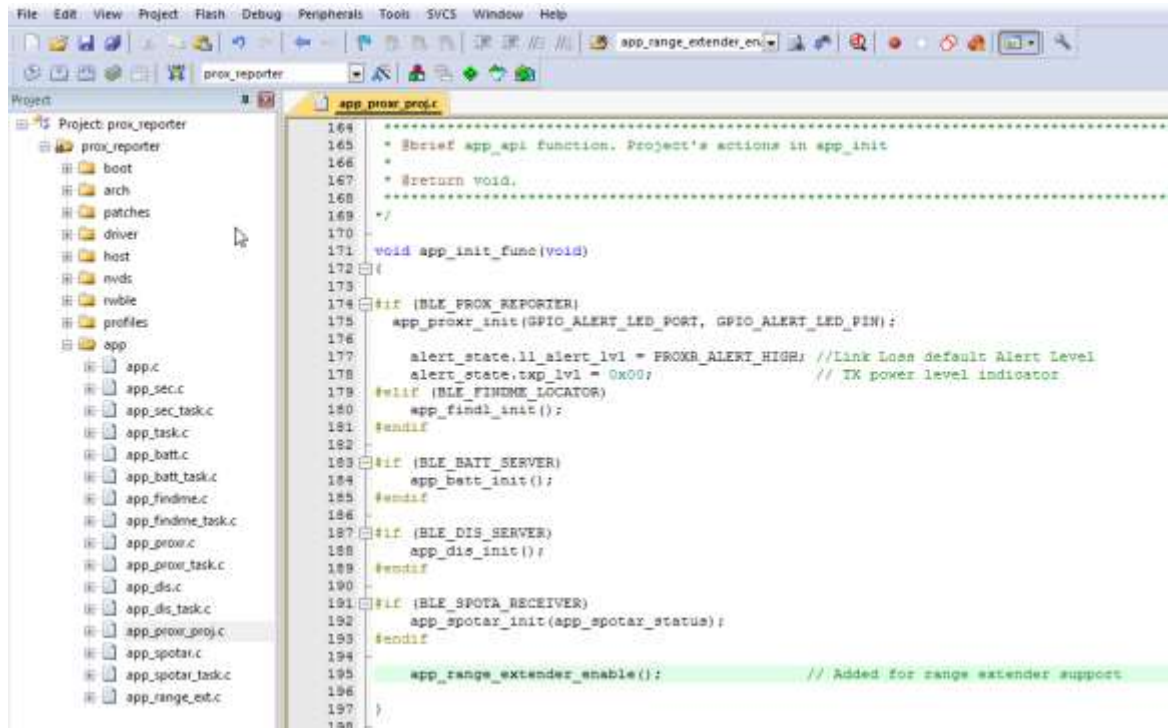 File Edit View Project Flash Debug Peripherals Tools SVCS Window Help
app_range_extender_en
prox_reporter
Project
app_proxr_proj.c
Project: prox_reporter
prox_reporter
boot
arch
patches
driver
host
nvds
rwble
profiles
app
app.c
app_sec.c
app_sec_task.c
app_task.c
app_batt.c
app_batt_task.c
app_findme.c
app_findme_task.c
app_proxr.c
app_proxr_task.c
app_dis.c
app_dis_task.c
app_proxr_proj.c
app_spotar.c
app_spotar_task.c
app_range_ext.c
164
165 * @brief app_api function. Project's actions in app_init
166 *
167 * @return void.
168
169 */
170
171 void app_init_func(void)
172 {
173
174 #if (BLE_PROX_REPORTER)
175 app_proxr_init(GPIO_ALERT_LED_PORT, GPIO_ALERT_LED_PIN);
176
177 alert_state.ll_alert_lvl = PROXR_ALERT_HIGH; //Link Loss default Alert Level
178 alert_state.txp_lvl = 0x00; // TX power level indicator
179 #elif (BLE_FINDME_LOCATOR)
180 app_findl_init();
181 #endif
182
183 #if (BLE_BATT_SERVER)
184 app_batt_init();
185 #endif
186
187 #if (BLE_DIS_SERVER)
188 app_dis_init();
189 #endif
190
191 #if (BLE_SPOTA_RECEIVER)
192 app_spotar_init(app_spotar_status);
193 #endif
194
195 app_range_extender_enable(); // Added for range extender support
196
197 }
198